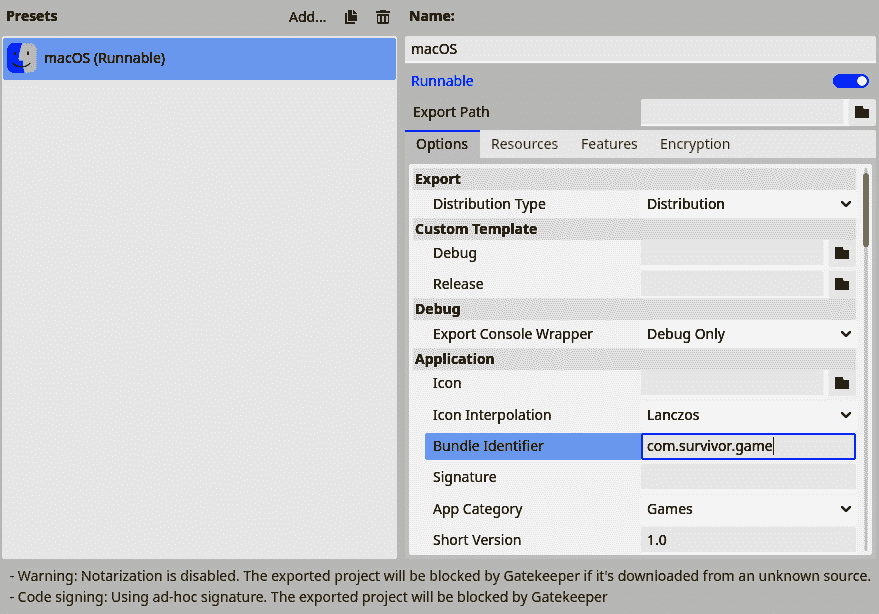 Presets Add... Name:
macOS (Runnable)
macOS
Runnable
Export Path
Options Resources Features Encryption
Export
Distribution Type Distribution
Custom Template
Debug
Release
Debug
Export Console Wrapper Debug Only
Application
Icon
Icon Interpolation Lanczos
Bundle Identifier com.survivor.game
Signature
App Category Games
Short Version 1.0
- Warning: Notarization is disabled. The exported project will be blocked by Gatekeeper if it's downloaded from an unknown source.
- Code signing: Using ad-hoc signature. The exported project will be blocked by Gatekeeper